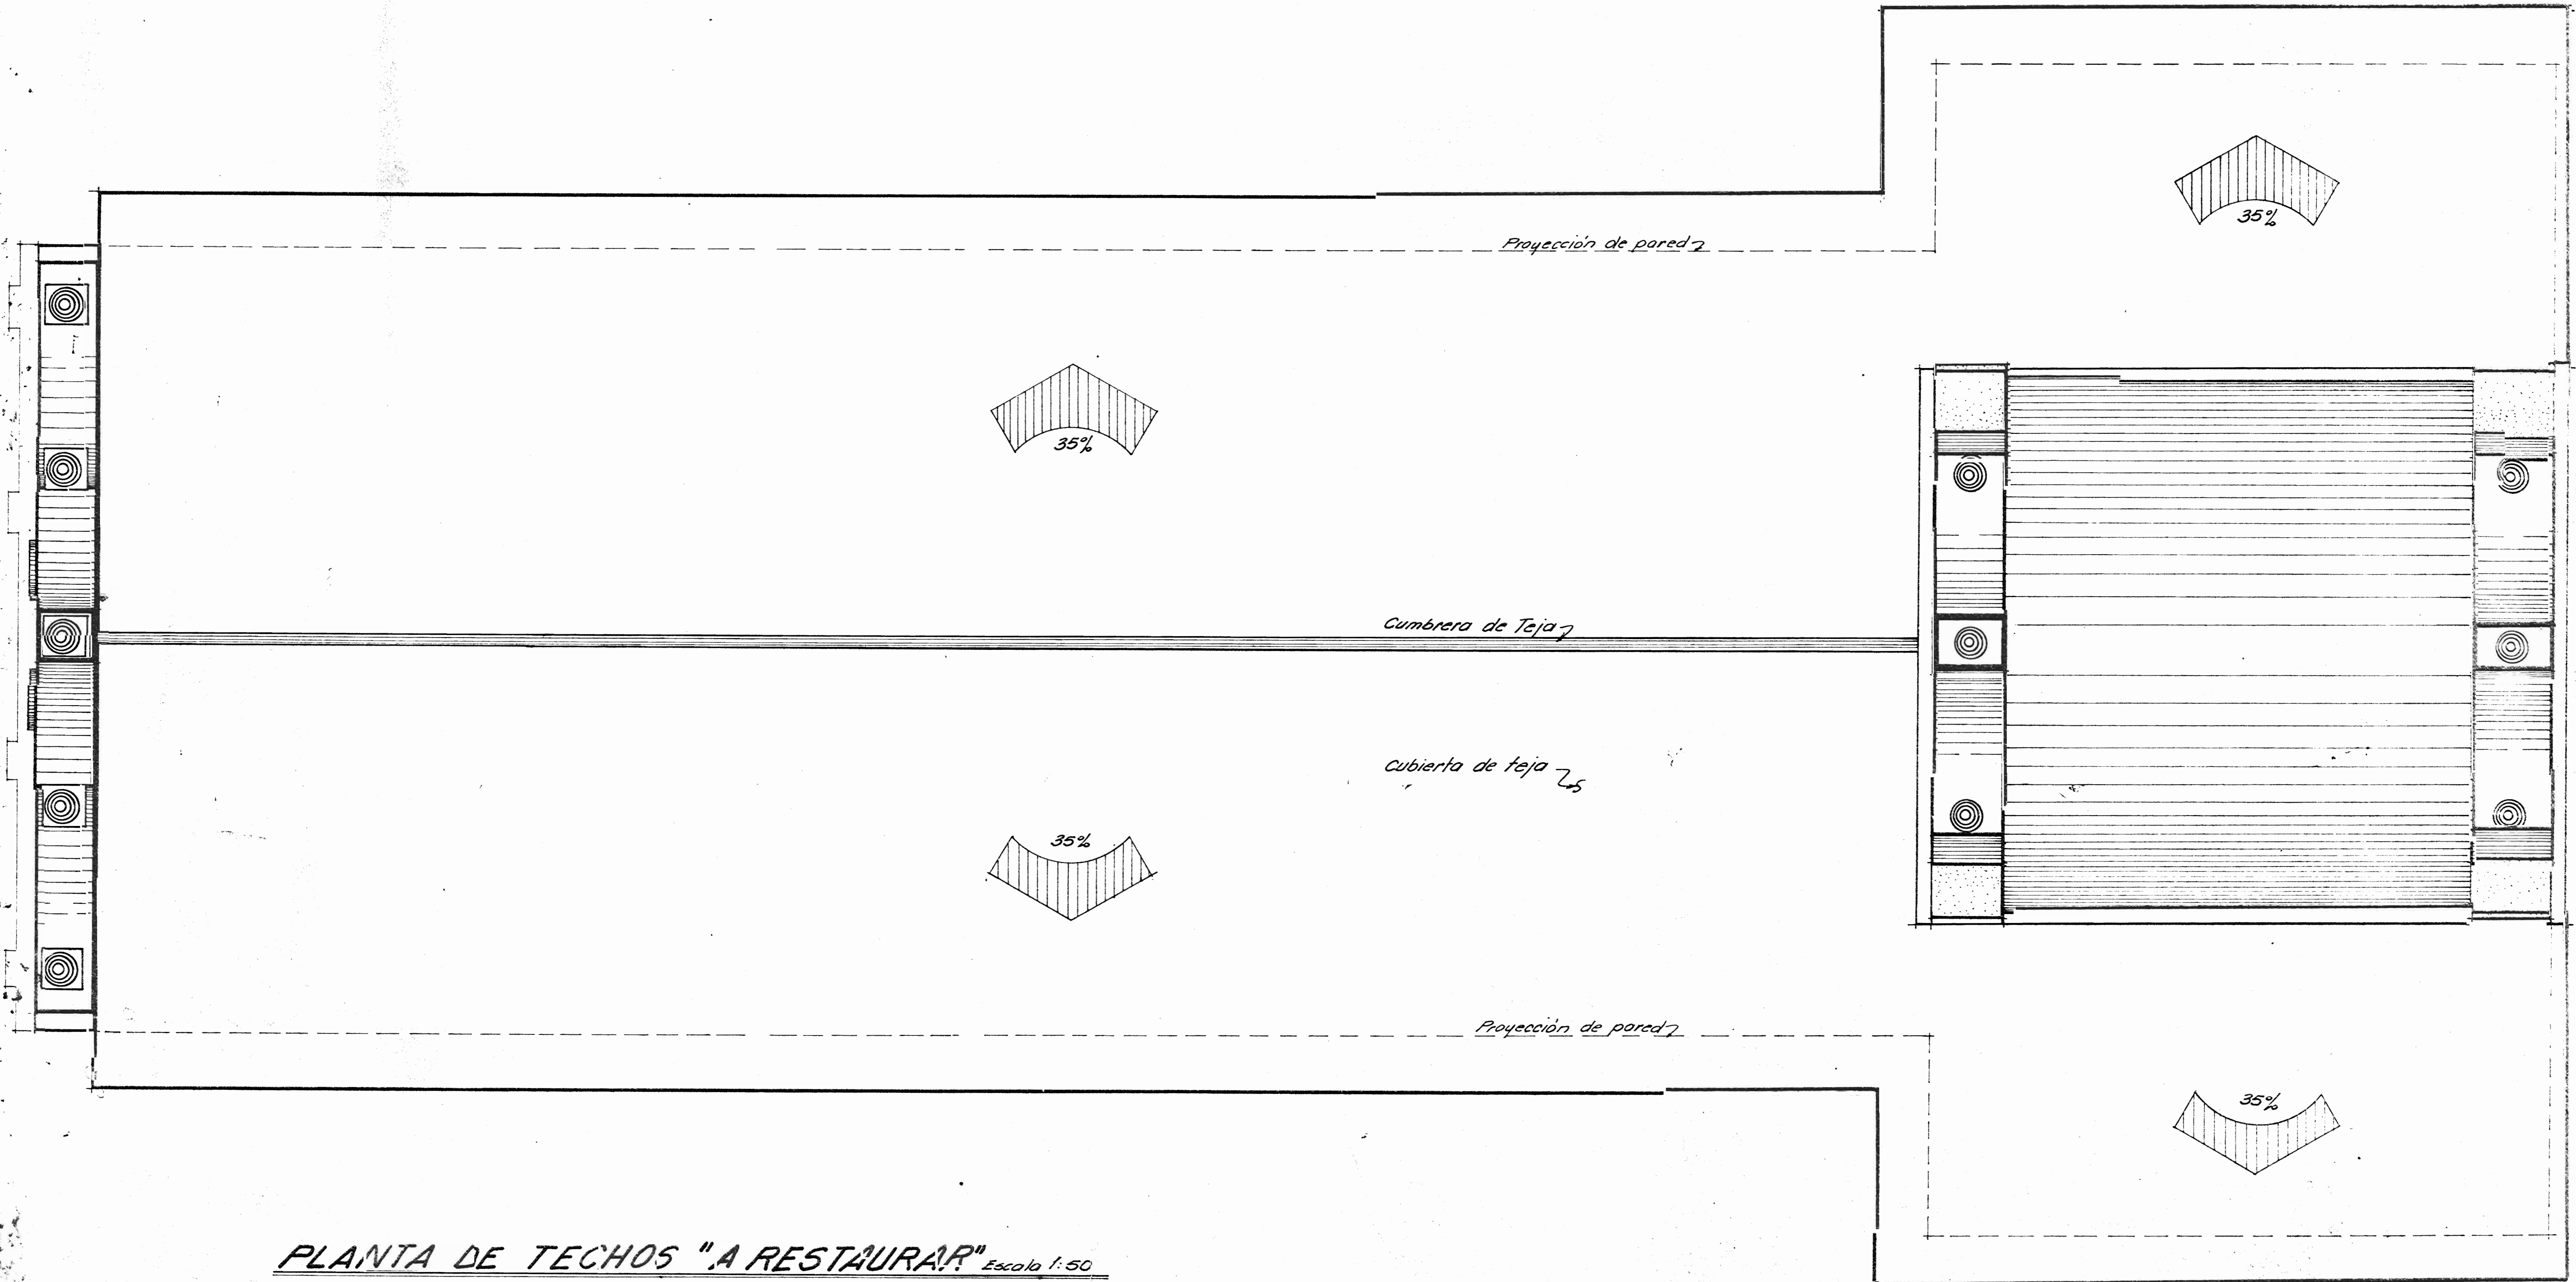 35%
Proyección de pared
35%
Cumbrera de Teja
Cubierta de teja
35%
Proyección de pared
35%
PLANTA DE TECHOS "A RESTAURAR" Escala 1:50